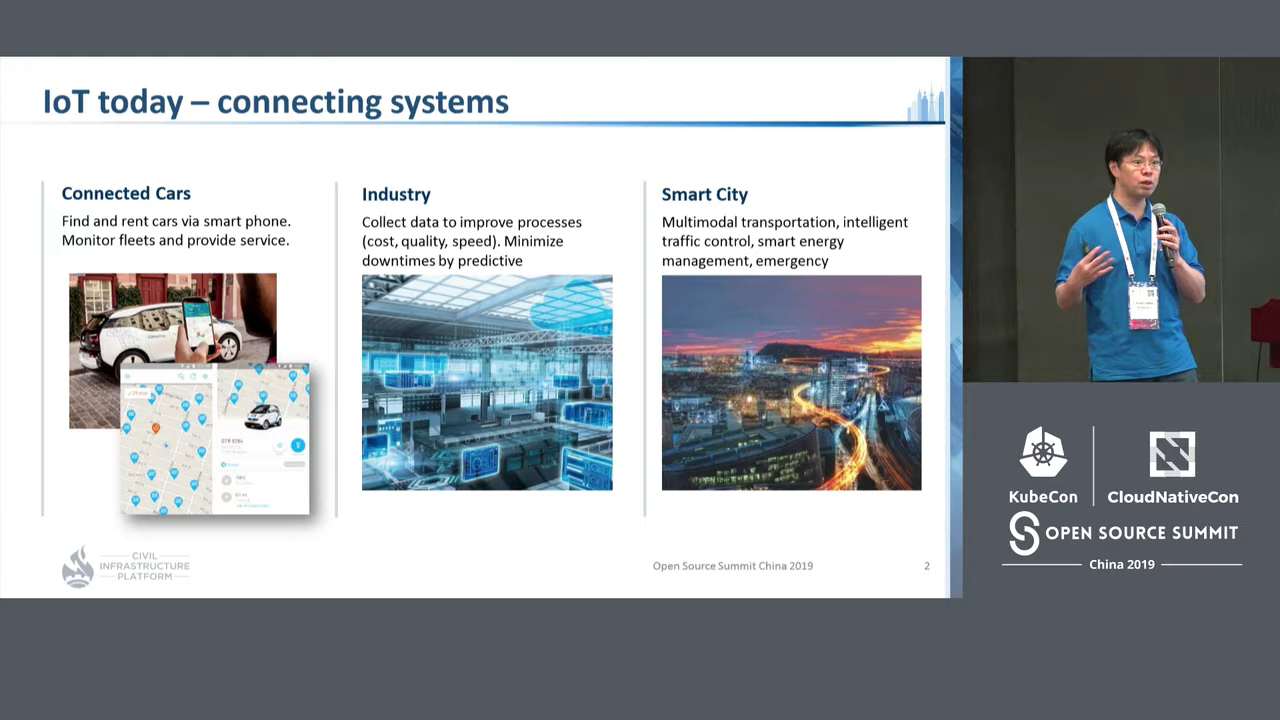 IoT today – connecting systems
Connected Cars
Find and rent cars via smart phone.
Monitor fleets and provide service.
Industry
Collect data to improve processes
(cost, quality, speed). Minimize
downtimes by predictive
Smart City
Multimodal transportation, intelligent
traffic control, smart energy
management, emergency
CIVIL
INFRASTRUCTURE
PLATFORM
Open Source Summit China 2019
2
KubeCon
CloudNativeCon
OPEN SOURCE SUMMIT
China 2019